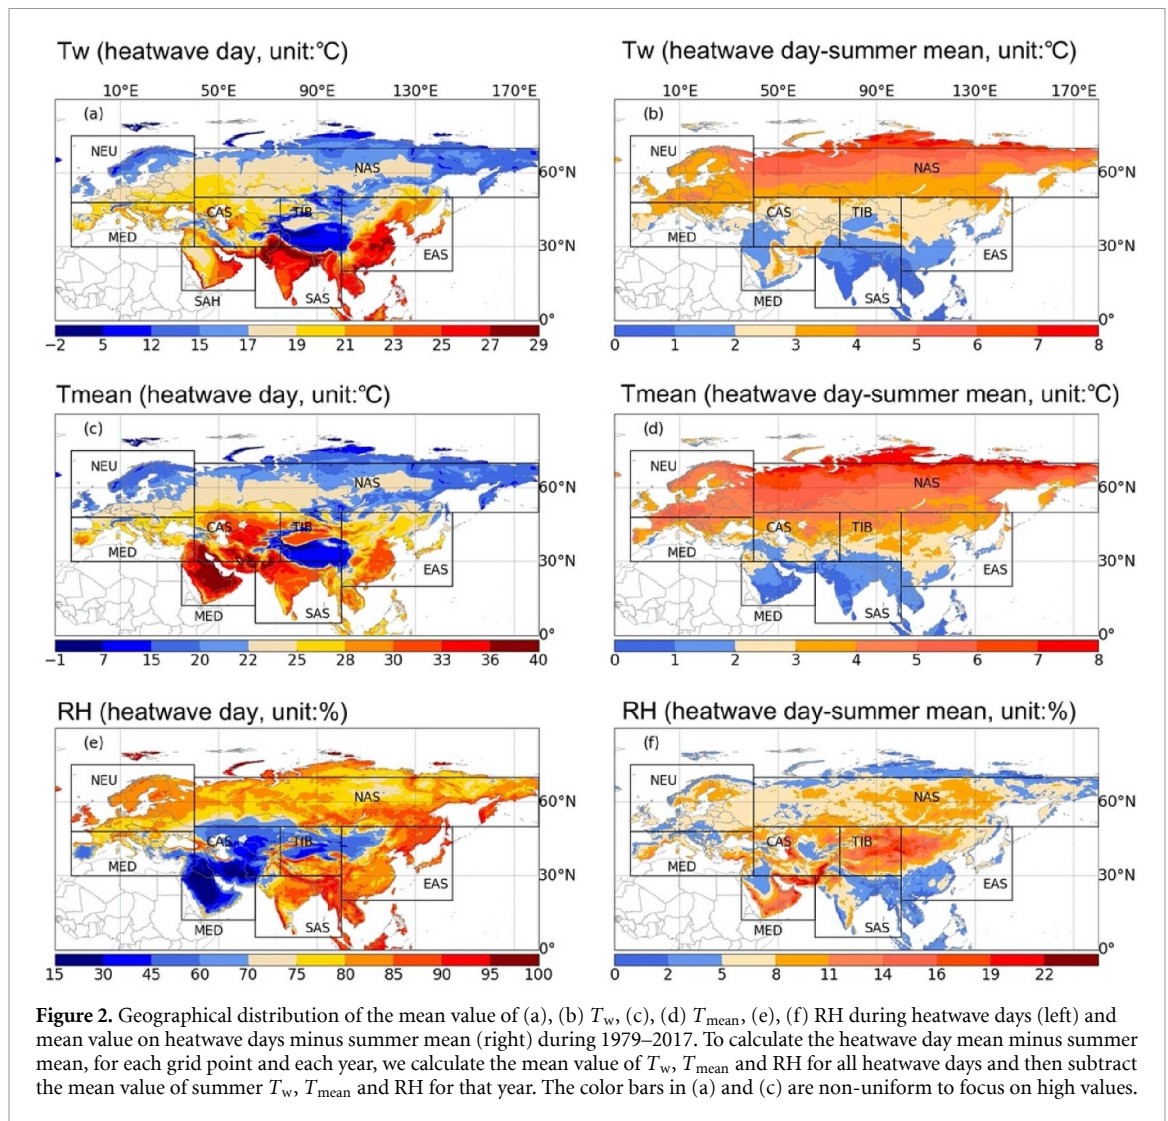 Tw (heatwave day, unit:℃)
Tw (heatwave day-summer mean, unit:℃)
10°E 50°E 90°E 130°E 170°E
10°E 50°E 90°E 130°E 170°E
(a)
NEU
NAS
60°N
CAS
TIB
MED
30°N
EAS
SAH
SAS
0°
−2 5 12 15 17 19 21 23 25 27 29
(b)
NEU
NAS
60°N
CAS
TIB
MED
30°N
EAS
MED
SAS
0°
0 1 2 3 4 5 6 7 8
Tmean (heatwave day, unit:℃)
Tmean (heatwave day-summer mean, unit:℃)
(c)
NEU
NAS
60°N
CAS
TIB
MED
30°N
EAS
MED
SAS
0°
−1 7 15 20 22 25 28 30 33 36 40
(d)
NEU
NAS
60°N
CAS
TIB
MED
30°N
EAS
MED
SAS
0°
0 1 2 3 4 5 6 7 8
RH (heatwave day, unit:%)
RH (heatwave day-summer mean, unit:%)
(e)
NEU
NAS
60°N
CAS
TIB
MED
30°N
EAS
MED
SAS
0°
15 30 45 60 70 75 80 85 90 95 100
(f)
NEU
NAS
60°N
CAS
TIB
MED
30°N
EAS
MED
SAS
0°
0 2 5 8 11 14 16 19 22
Figure 2. Geographical distribution of the mean value of (a), (b) Tw, (c), (d) Tmean, (e), (f) RH during heatwave days (left) and
mean value on heatwave days minus summer mean (right) during 1979–2017. To calculate the heatwave day mean minus summer
mean, for each grid point and each year, we calculate the mean value of Tw, Tmean and RH for all heatwave days and then subtract
the mean value of summer Tw, Tmean and RH for that year. The color bars in (a) and (c) are non-uniform to focus on high values.